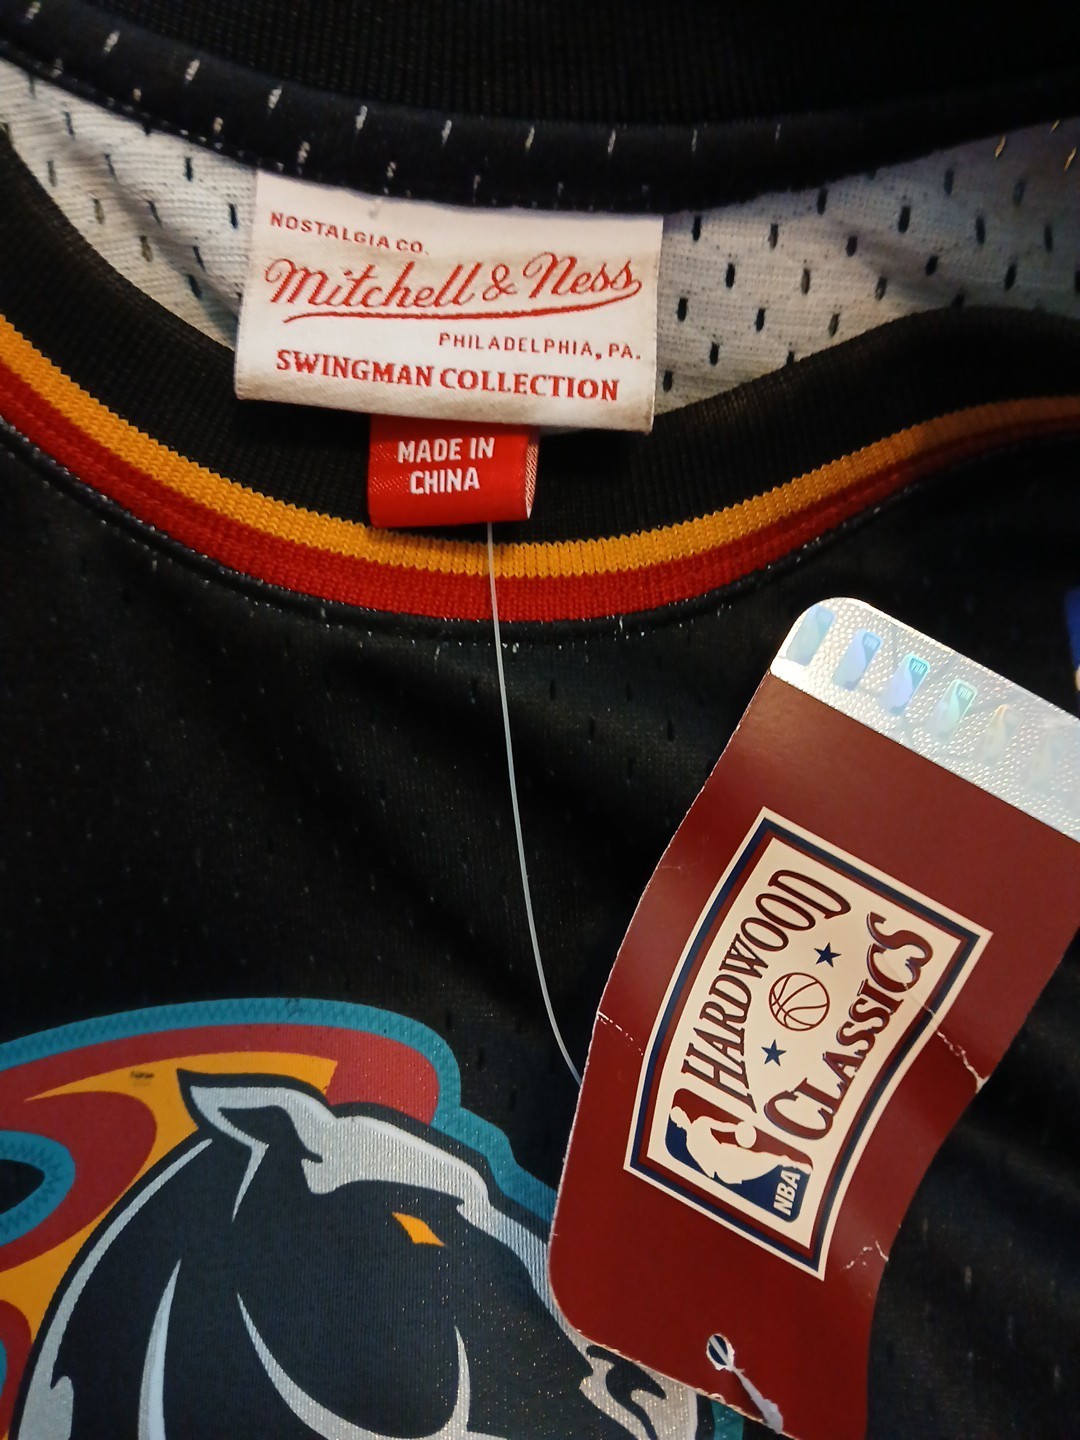 NOSTALGIA CO.
Mitchell & Ness
PHILADELPHIA, PA.
SWINGMAN COLLECTION
MADE IN
CHINA
HARDWOOD
CLASSICS
NBA